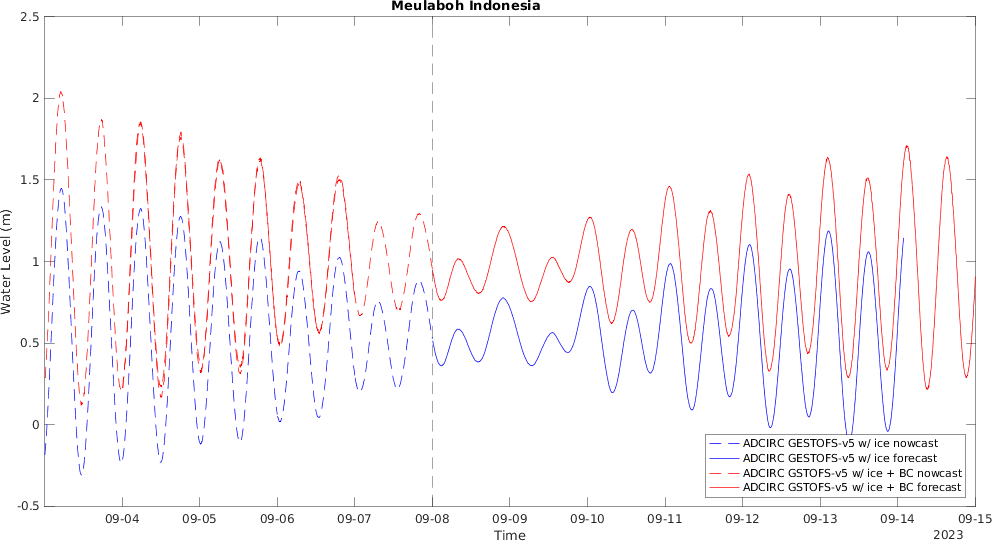 Meulaboh Indonesia
2.5
2
1.5
1
0.5
0
-0.5
Water Level (m)
09-04 09-05 09-06 09-07 09-08 09-09 09-10 09-11 09-12 09-13 09-14 09-15
Time
2023
ADCIRC GESTOFS-v5 w/ ice nowcast
ADCIRC GESTOFS-v5 w/ ice forecast
ADCIRC GSTOFS-v5 w/ ice + BC nowcast
ADCIRC GSTOFS-v5 w/ ice + BC forecast